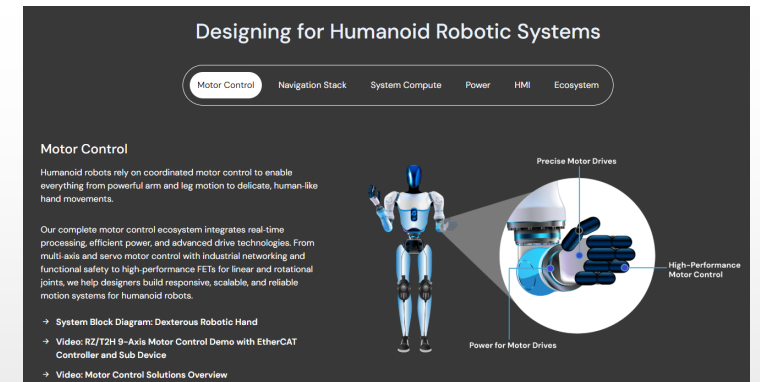 Designing for Humanoid Robotic Systems
Motor Control
Navigation Stack
System Compute
Power
HMI
Ecosystem
Motor Control
Humanoid robots rely on coordinated motor control to enable
everything from powerful arm and leg motion to delicate, human-like
hand movements.
Our complete motor control ecosystem integrates real-time
processing, efficient power, and advanced drive technologies. From
multi-axis and servo motor control with industrial networking and
functional safety to high-performance FETs for linear and rotational
joints, we help designers build responsive, scalable, and reliable
motion systems for humanoid robots.
→ System Block Diagram: Dexterous Robotic Hand
→ Video: RZ/T2H 9-Axis Motor Control Demo with EtherCAT
Controller and Sub Device
→ Video: Motor Control Solutions Overview
Precise Motor Drives
High-Performance
Motor Control
Power for Motor Drives